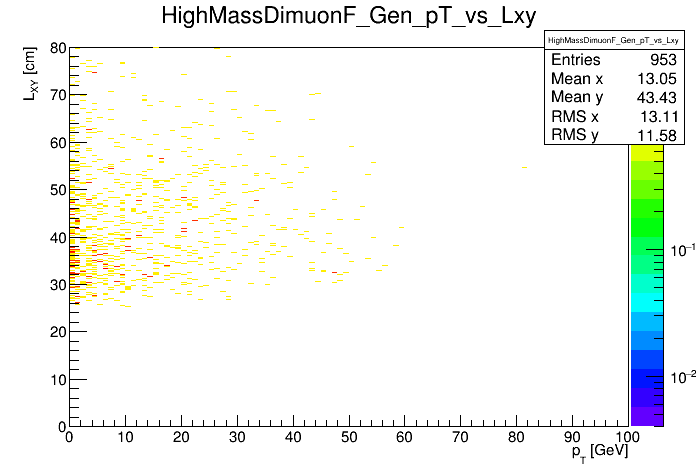 HighMassDimuonF_Gen_pT_vs_Lxy
HighMassDimuonF_Gen_pT_vs_Lxy
Entries 953
Mean x 13.05
Mean y 43.43
RMS x 13.11
RMS y 11.58
L_XY [cm]
80
70
60
50
40
30
20
10
0
10^-1
10^-2
0 10 20 30 40 50 60 70 80 90 100
p_T [GeV]